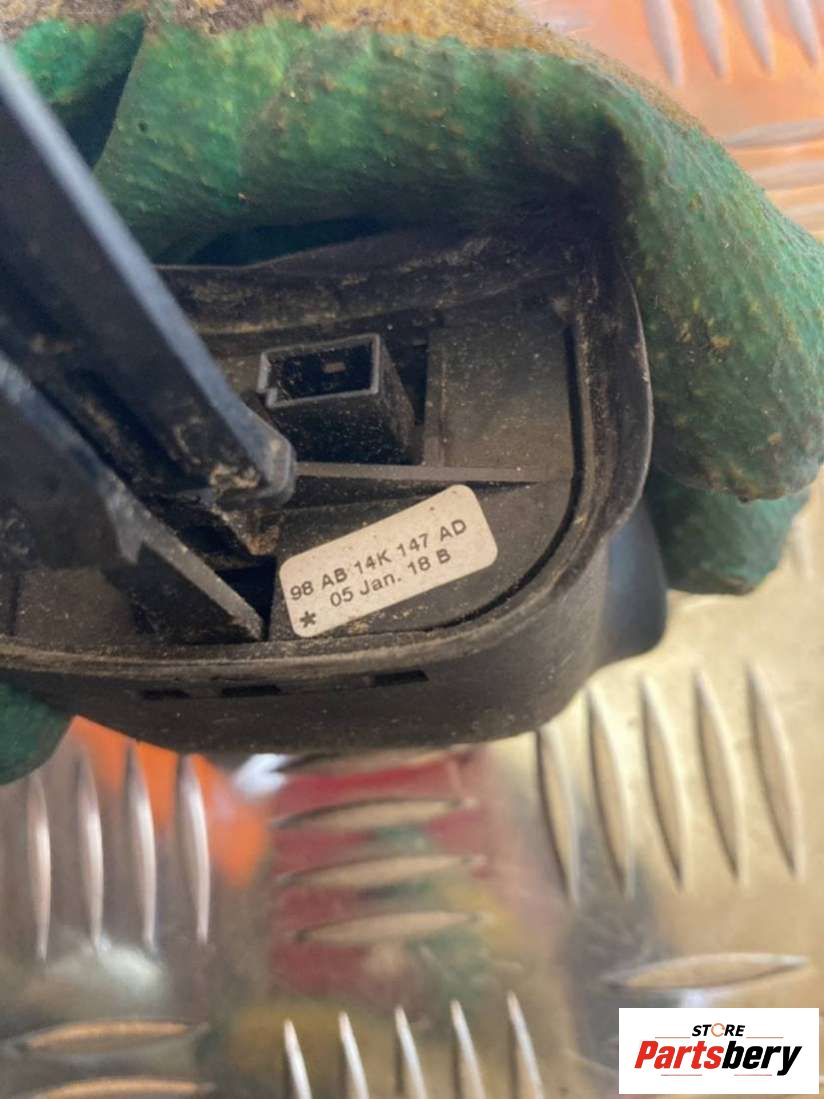 98 AB 14K 147 AD
* 05 Jan. 18 B
STORE
Partsbery